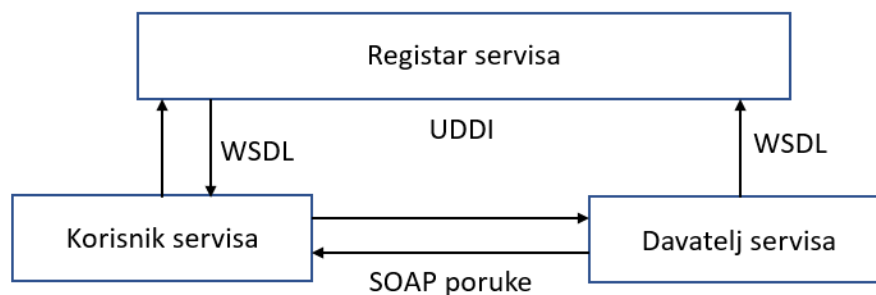 Registar servisa
UDDI
WSDL
WSDL
Korisnik servisa
Davatelj servisa
SOAP poruke